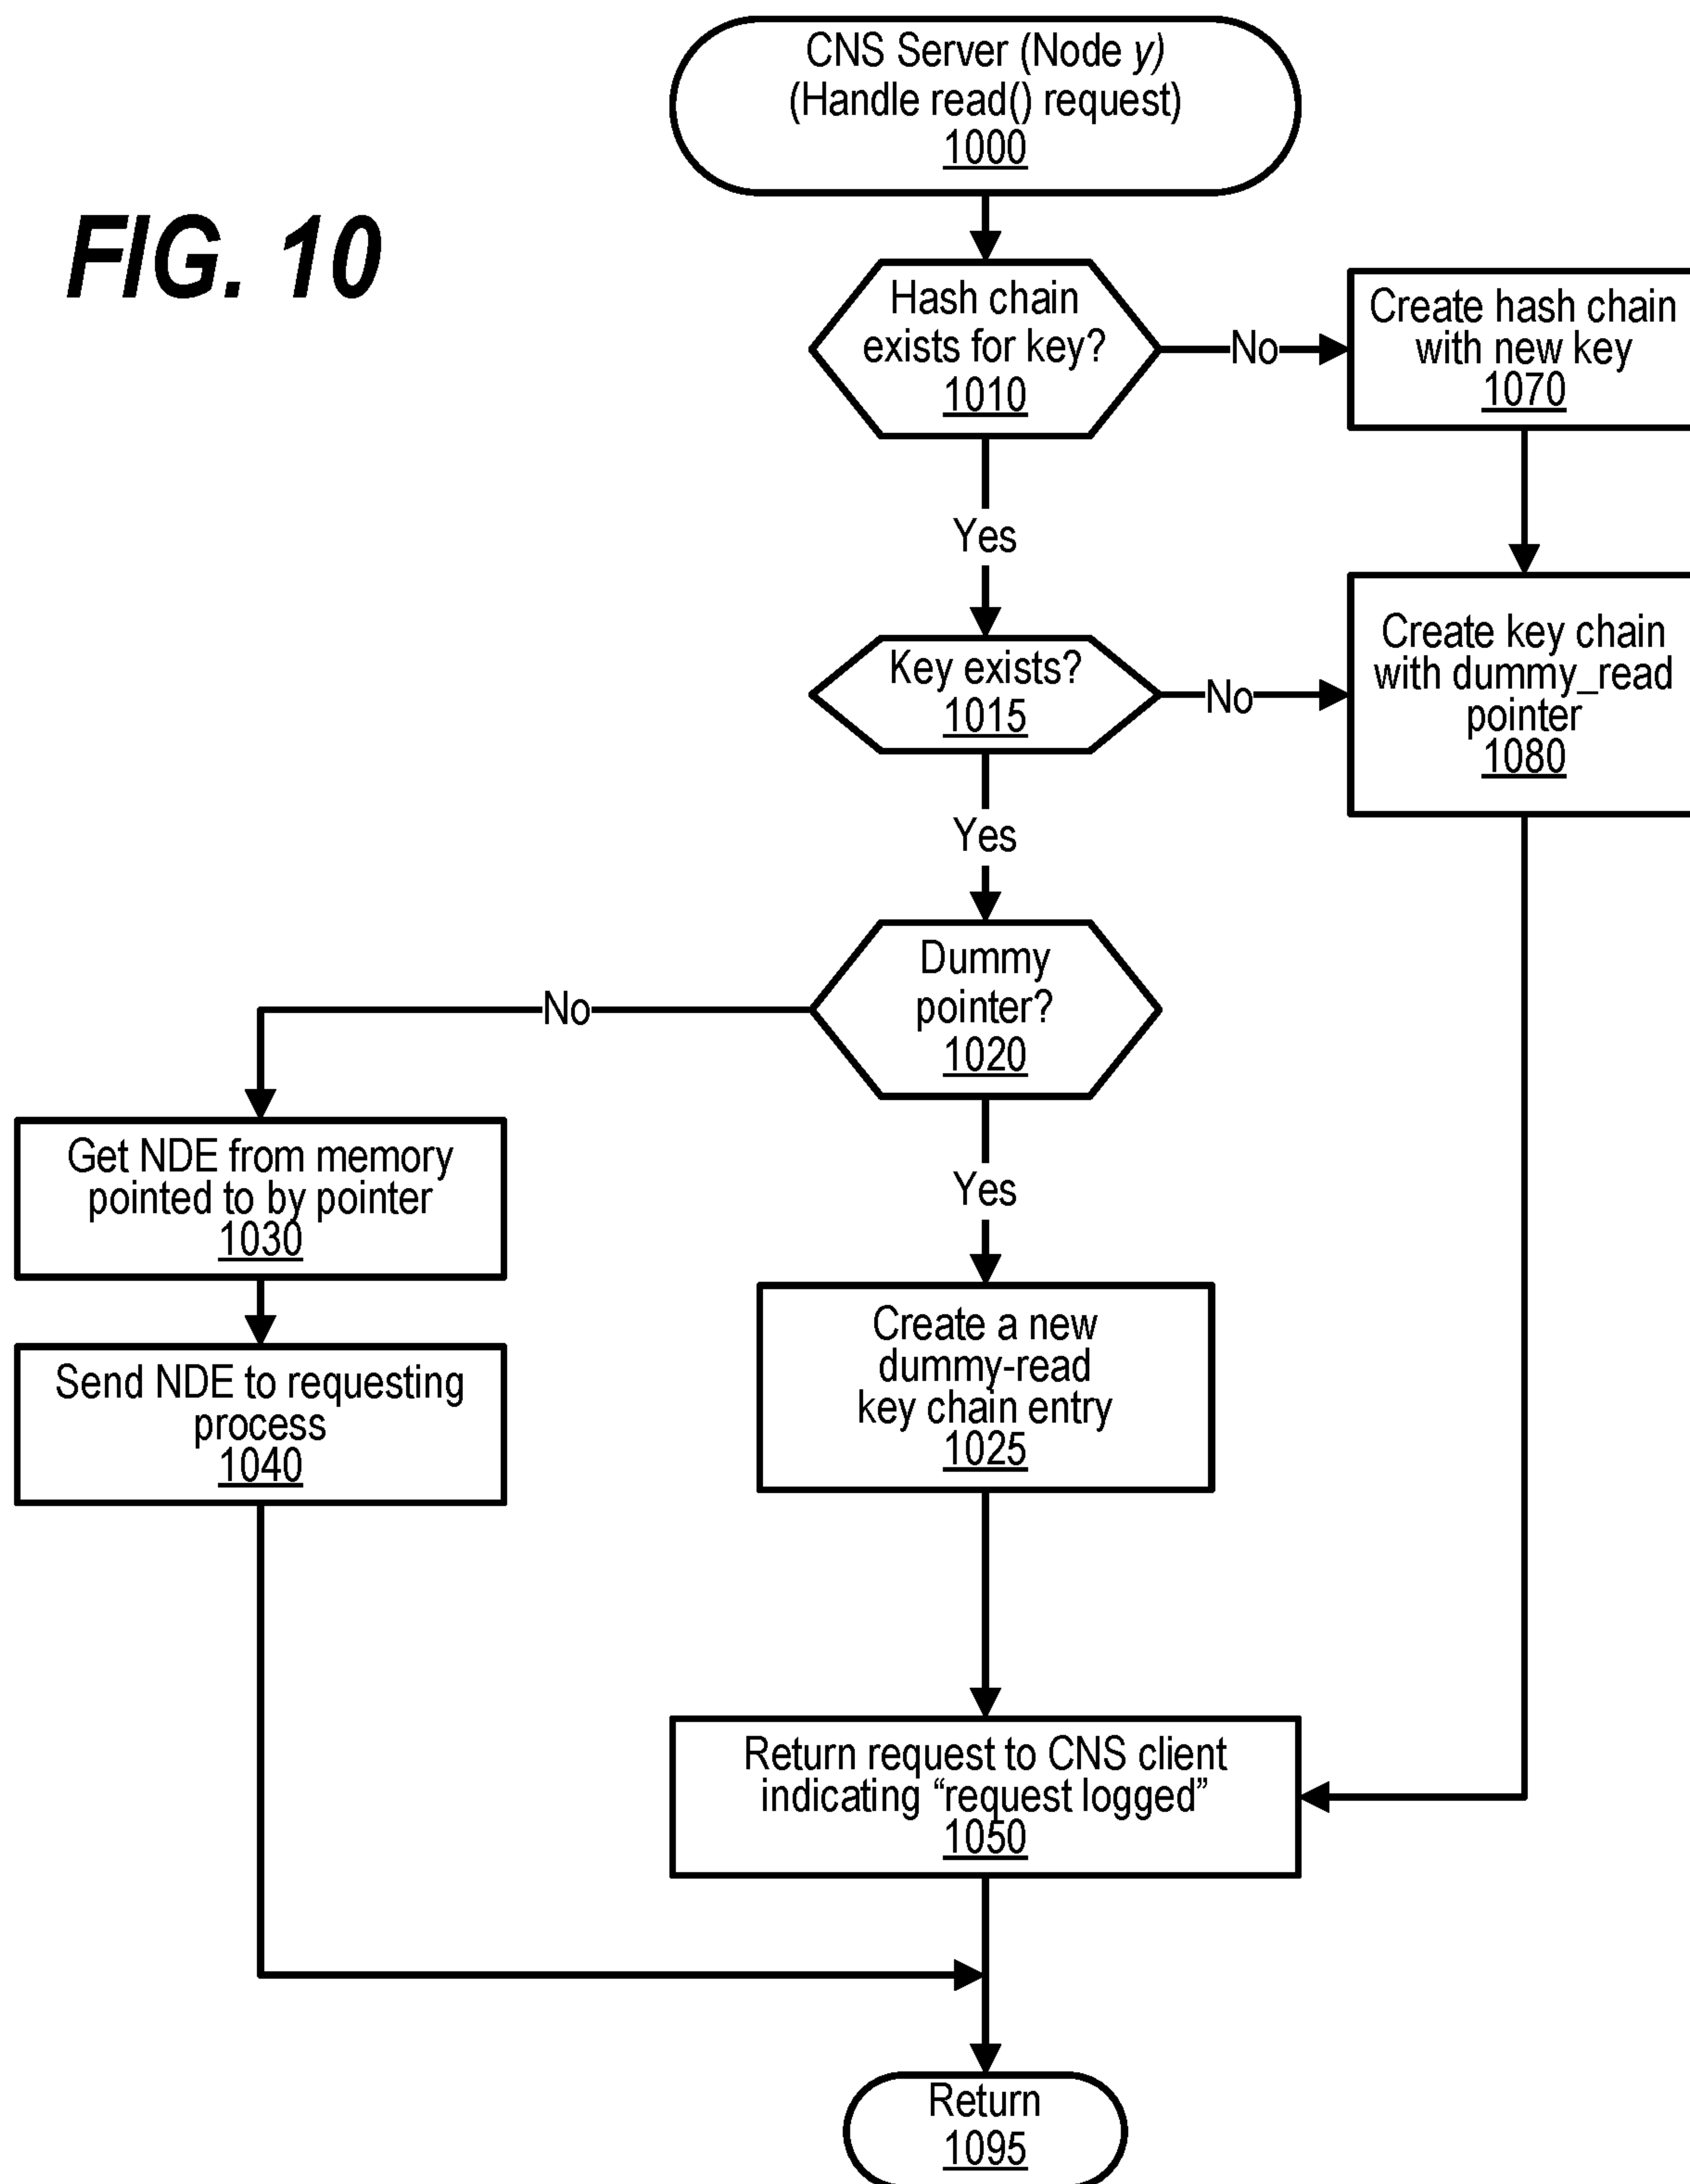 CNS Server (Node y)
(Handle read() request)
1000
FIG. 10
Hash chain
exists for key?
1010
No
Create hash chain
with new key
1070
Yes
Key exists?
1015
No
Create key chain
with dummy_read
pointer
1080
Yes
Dummy
pointer?
1020
No
Get NDE from memory
pointed to by pointer
1030
Yes
Send NDE to requesting
process
1040
Create a new
dummy-read
key chain entry
1025
Return request to CNS client
indicating “request logged”
1050
Return
1095